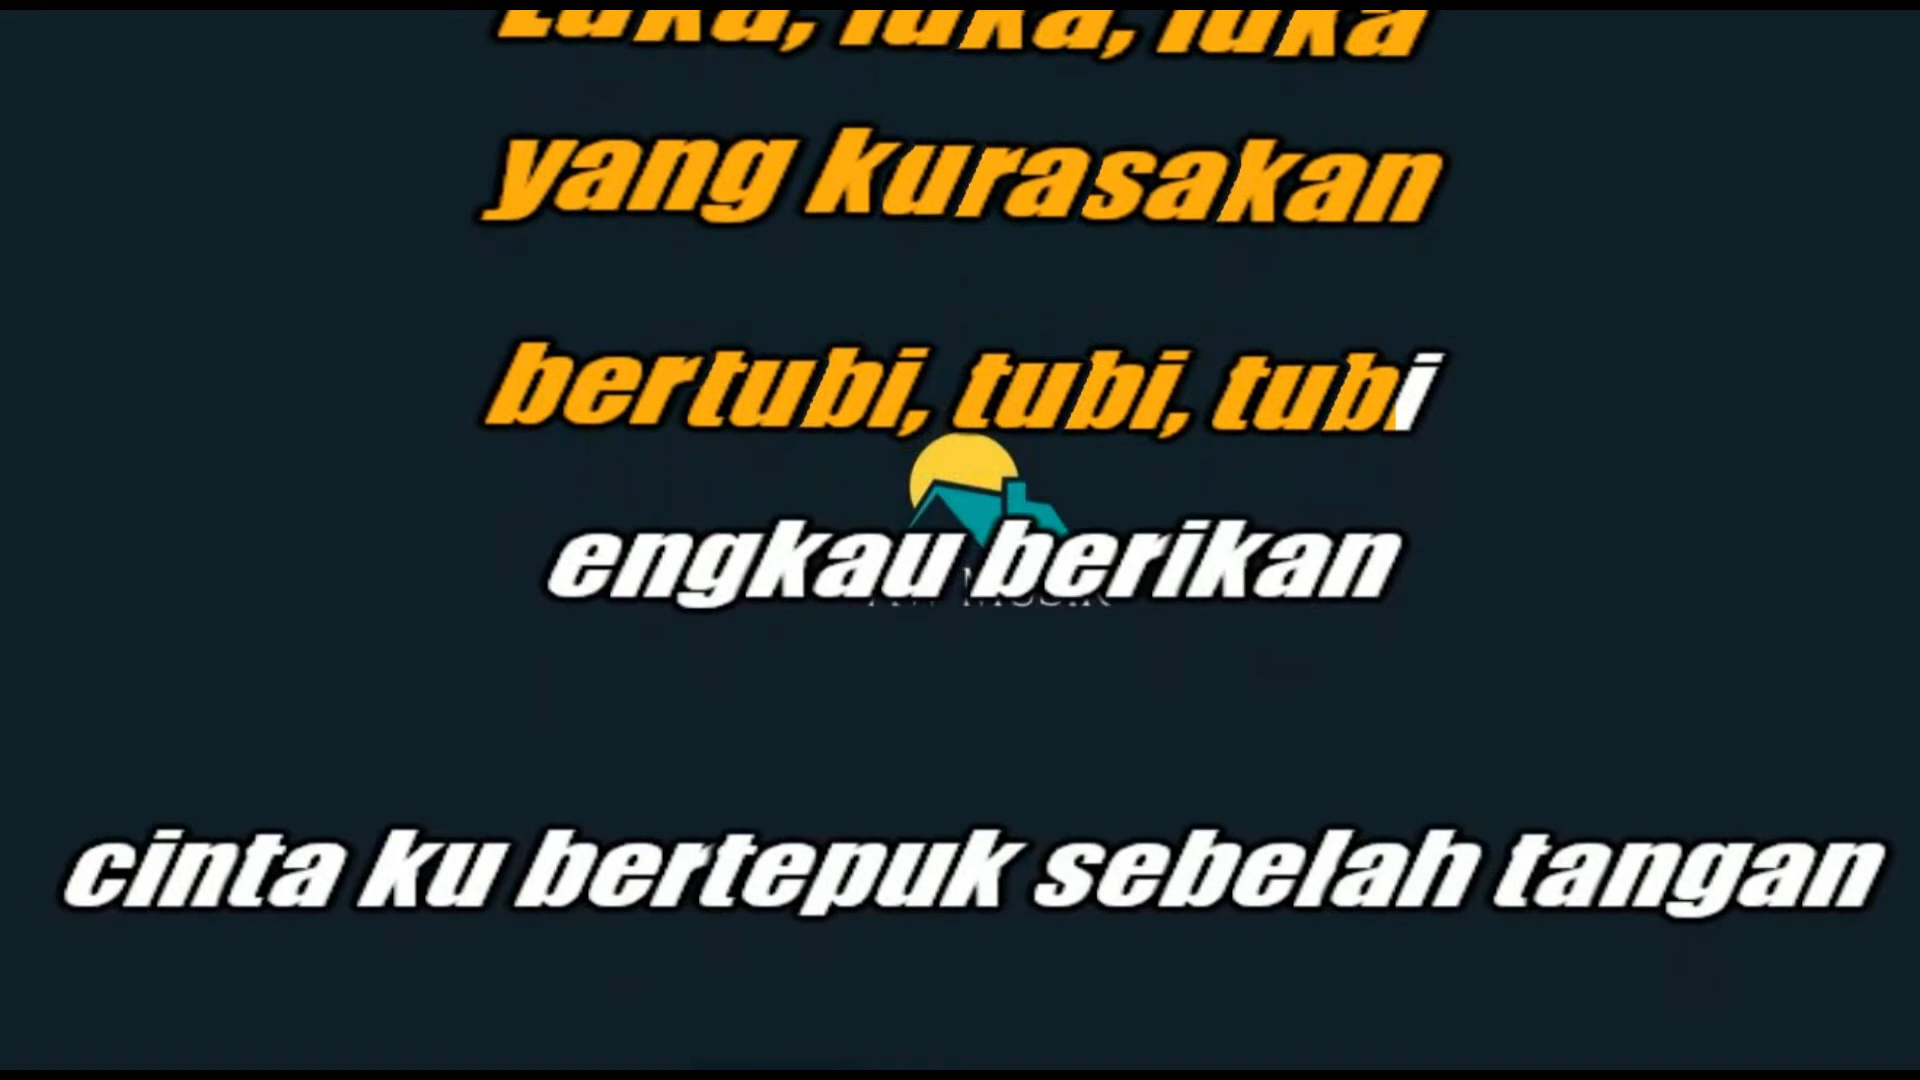 Luka, luka, luka
yang kurasakan
bertubi, tubi, tubi
engkau berikan
cinta ku bertepuk sebelah tangan